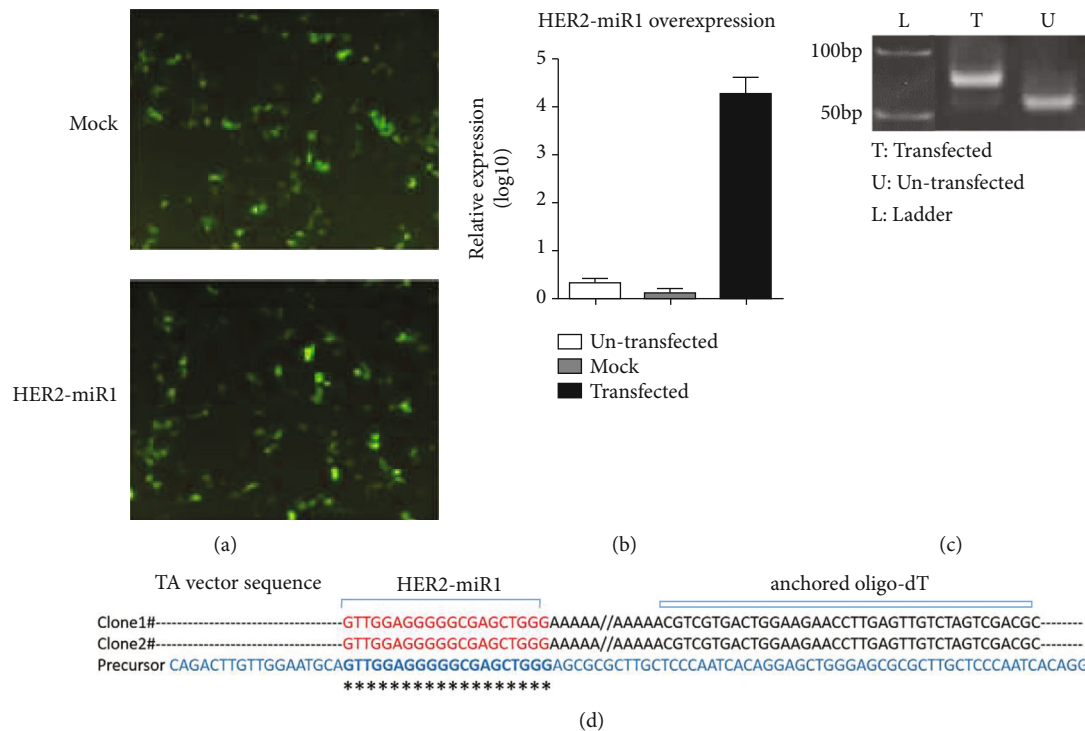 Mock
HER2-miR1
(a)
HER2-miR1 overexpression
Relative expression
(log10)
5
4
3
2
1
0
Un-transfected
Mock
Transfected
(b)
L T U
100bp
50bp
T: Transfected
U: Un-transfected
L: Ladder
(c)
TA vector sequence HER2-miR1 anchored oligo-dT
Clone1#--------------------------------GTTGGAGGGGGCGAGCTGGGAAAAA//AAAAACGTCGTGACTGGAAGAACCTTGAGTTGTCTAGTCGACGC-------
Clone2#--------------------------------GTTGGAGGGGGCGAGCTGGGAAAAA//AAAAACGTCGTGACTGGAAGAACCTTGAGTTGTCTAGTCGACGC-------
Precursor CAGACTTGTTGGAATGCAGTTGGAGGGGGCGAGCTGGGAGCGCGCTTGCTCCCAATCACAGGAGCTGGGAGCGCGCTTGCTCCCAATCACAGG
******************
(d)